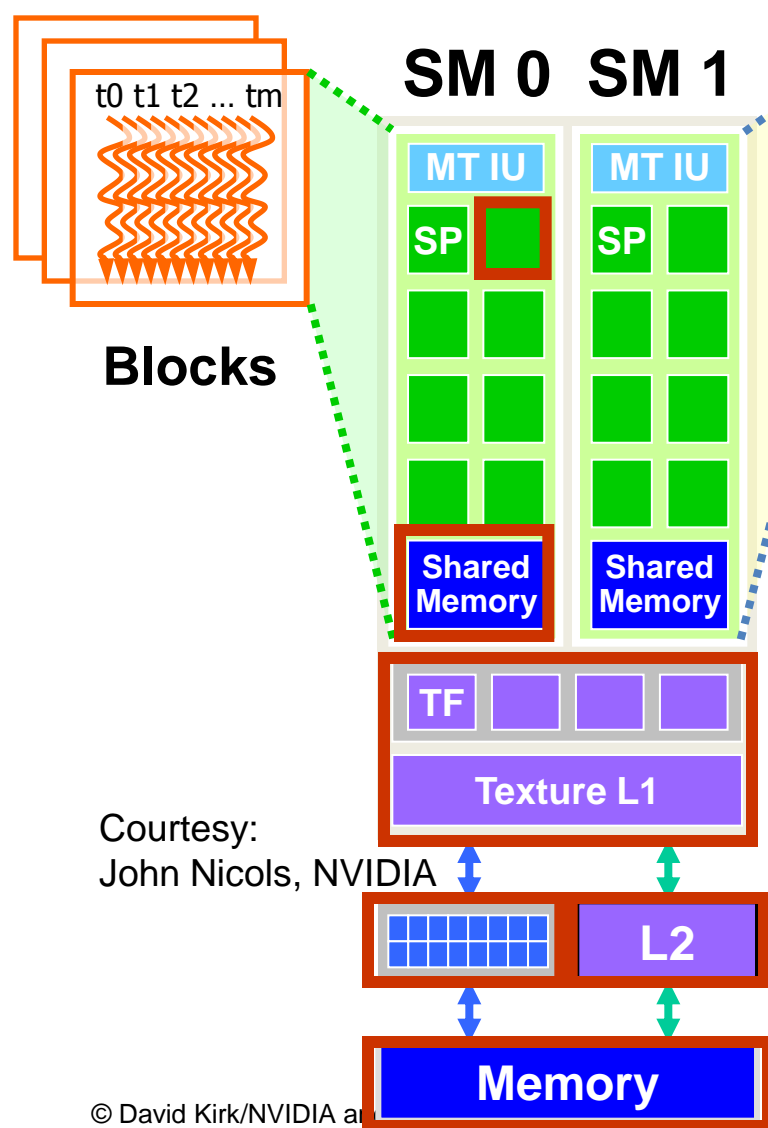 t0 t1 t2 ... tm
SM 0 SM 1
MT IU MT IU
SP SP
Blocks
Shared Memory
Shared Memory
TF
Texture L1
Courtesy:
John Nicols, NVIDIA
L2
Memory
© David Kirk/NVIDIA